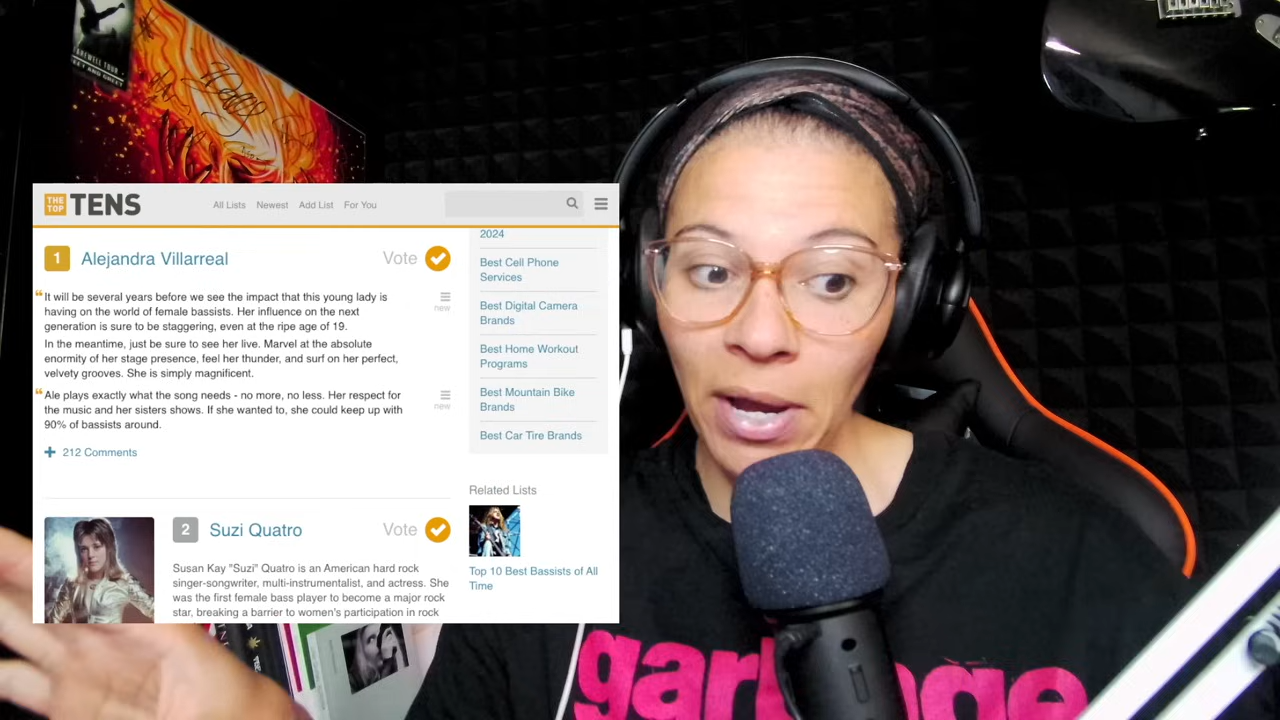 FAREWELL TOUR
THE TOP TENS
All Lists Newest Add List For You
1 Alejandra Villarreal Vote
It will be several years before we see the impact that this young lady is
having on the world of female bassists. Her influence on the next
generation is sure to be staggering, even at the ripe age of 19.
In the meantime, just be sure to see her live. Marvel at the absolute
enormity of her stage presence, feel her thunder, and surf on her perfect,
velvety grooves. She is simply magnificent.
new
Ale plays exactly what the song needs - no more, no less. Her respect for
the music and her sisters shows. If she wanted to, she could keep up with
90% of bassists around.
new
212 Comments
2 Suzi Quatro Vote
Susan Kay "Suzi" Quatro is an American hard rock
singer-songwriter, multi-instrumentalist, and actress. She
was the first female bass player to become a major rock
star, breaking a barrier to women's participation in rock
2024
Best Cell Phone
Services
Best Digital Camera
Brands
Best Home Workout
Programs
Best Mountain Bike
Brands
Best Car Tire Brands
Related Lists
Top 10 Best Bassists of All
Time
garbage